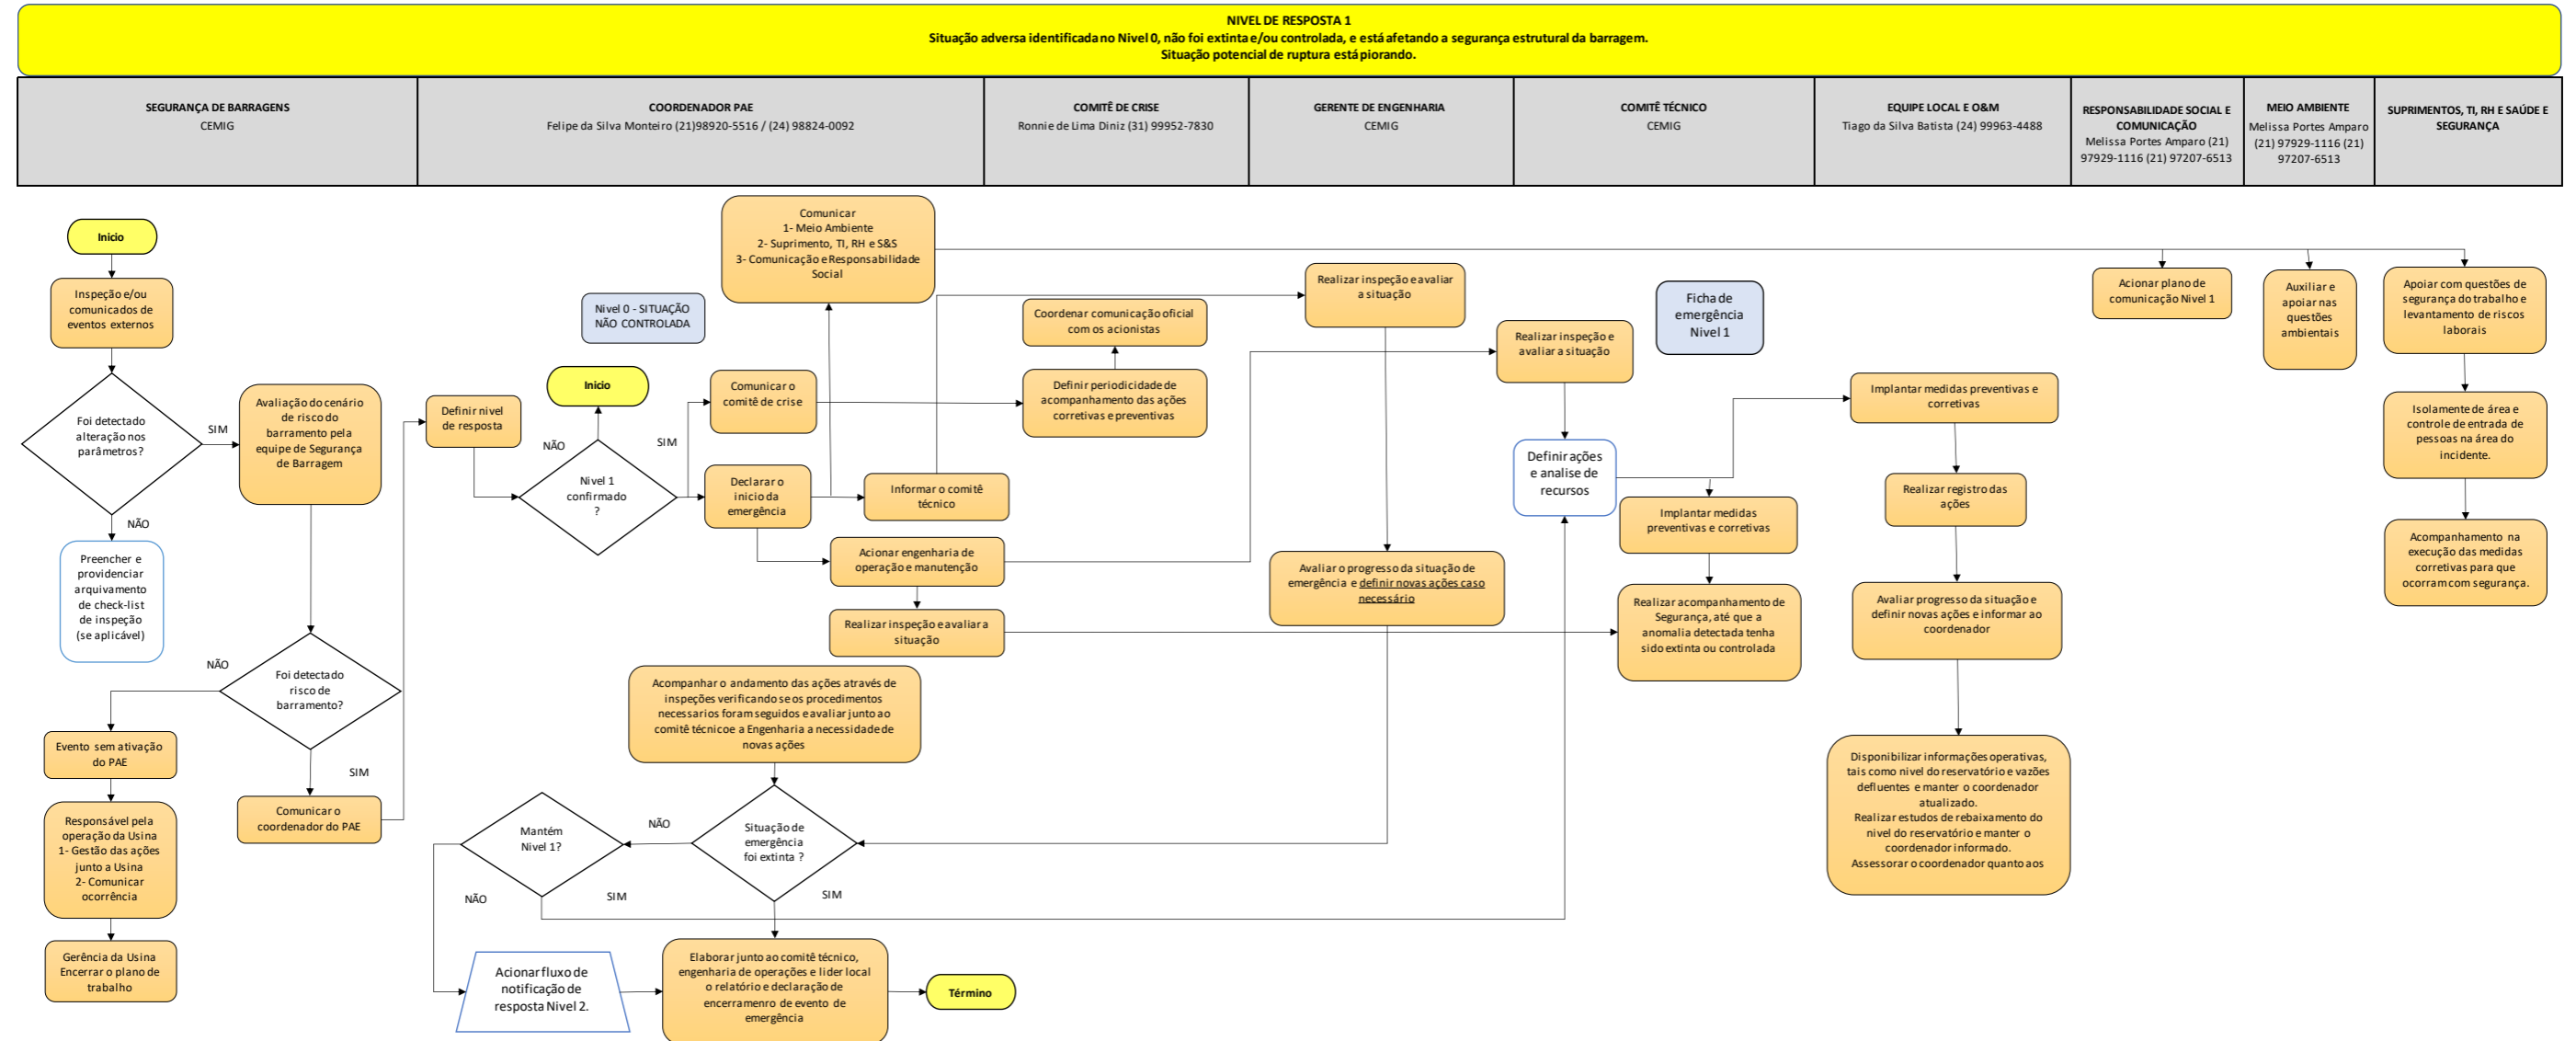 NIVEL DE RESPOSTA 1
Situação adversa identificada no Nivel 0, não foi extinta e/ou controlada, e está afetando a segurança estrutural da barragem.
Situação potencial de ruptura está piorando.
SEGURANÇA DE BARRAGENS
CEMIG
COORDENADOR PAE
Felipe da Silva Monteiro (21)98920-5516 / (24) 98824-0092
COMITÊ DE CRISE
Ronnie de Lima Diniz (31) 99952-7830
GERENTE DE ENGENHARIA
CEMIG
COMITÊ TÉCNICO
CEMIG
EQUIPE LOCAL E O&M
Tiago da Silva Batista (24) 99963-4488
RESPONSABILIDADE SOCIAL E
COMUNICAÇÃO
Melissa Portes Amparo (21)
97929-1116 (21) 97207-6513
MEIO AMBIENTE
Melissa Portes Amparo
(21) 97929-1116 (21)
97207-6513
SUPRIMENTOS, TI, RH E SAÚDE E
SEGURANÇA
Inicio
Inspeção e/ou
comunicados de
eventos externos
Foi detectado
alteração nos
parâmetros?
SIM
NÃO
Preencher e
providenciar
arquivamento
de check-list
de inspeção
(se aplicável)
Avaliação do cenário
de risco do
barramento pela
equipe de Segurança
de Barragem
Foi detectado
risco de
barramento?
NÃO
SIM
Evento sem ativação
do PAE
Responsável pela
operação da Usina
1- Gestão das ações
junto a Usina
2- Comunicar
ocorrência
Gerência da Usina
Encerrar o plano de
trabalho
Comunicar o
coordenador do PAE
Definir nivel
de resposta
Nivel 0 - SITUAÇÃO
NÃO CONTROLADA
Inicio
NÃO
SIM
Nivel 1
confirmado
?
Comunicar
1- Meio Ambiente
2- Suprimento, TI, RH e S&S
3- Comunicação e Responsabilidade
Social
Comunicar o
comitê de crise
Declarar o
inicio da
emergência
Informar o comitê
técnico
Acionar engenharia de
operação e manutenção
Realizar inspeção e avaliar a
situação
Acompanhar o andamento das ações através de
inspeções verificando se os procedimentos
necessarios foram seguidos e avaliar junto ao
comitê técnico e a Engenharia a necessidade de
novas ações
Situação de
emergência
foi extinta ?
NÃO
SIM
Mantém
Nivel 1?
NÃO
SIM
Acionar fluxo de
notificação de
resposta Nivel 2.
Elaborar junto ao comitê técnico,
engenharia de operações e lider local
o relatório e declaração de
encerramenro de evento de
emergência
Término
Coordenar comunicação oficial
com os acionistas
Definir periodicidade de
acompanhamento das ações
corretivas e preventivas
Realizar inspeção e avaliar
a situação
Avaliar o progresso da situação de
emergência e definir novas ações caso
necessário
Realizar inspeção e
avaliar a situação
Ficha de
emergência
Nivel 1
Definir ações
e analise de
recursos
Implantar medidas
preventivas e corretivas
Realizar acompanhamento de
Segurança, até que a
anomalia detectada tenha
sido extinta ou controlada
Implantar medidas preventivas e
corretivas
Realizar registro das
ações
Avaliar progresso da situação e
definir novas ações e informar ao
coordenador
Disponibilizar informações operativas,
tais como nivel do reservatório e vazões
defluentes e manter o coordenador
atualizado.
Realizar estudos de rebaixamento do
nivel do reservatório e manter o
coordenador informado.
Assessorar o coordenador quanto aos
Acionar plano de
comunicação Nivel 1
Auxiliar e
apoiar nas
questões
ambientais
Apoiar com questões de
segurança do trabalho e
levantamento de riscos
laborais
Isolamente de área e
controle de entrada de
pessoas na área do
incidente.
Acompanhamento na
execução das medidas
corretivas para que
ocorram com segurança.